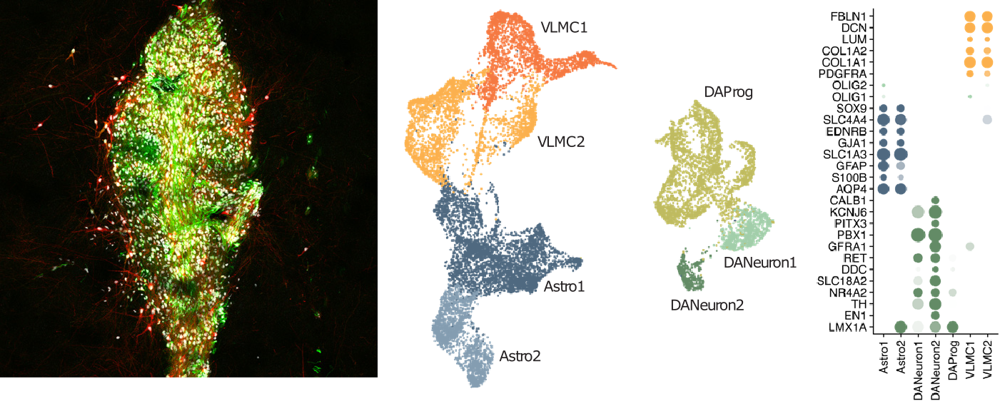 VLMC1
VLMC2
Astro1
Astro2
DAProg
DANeuron1
DANeuron2
FBLN1
DCN
LUM
COL1A2
COL1A1
PDGFRA
OLIG2
OLIG1
SOX9
SLC4A4
EDNRB
GJA1
SLC1A3
GFAP
S100B
AQP4
CALB1
KCNJ6
PITX3
PBX1
GFRA1
RET
DDC
SLC18A2
NR4A2
TH
EN1
LMX1A
Astro1
Astro2
DANeuron1
DANeuron2
DAProg
VLMC1
VLMC2